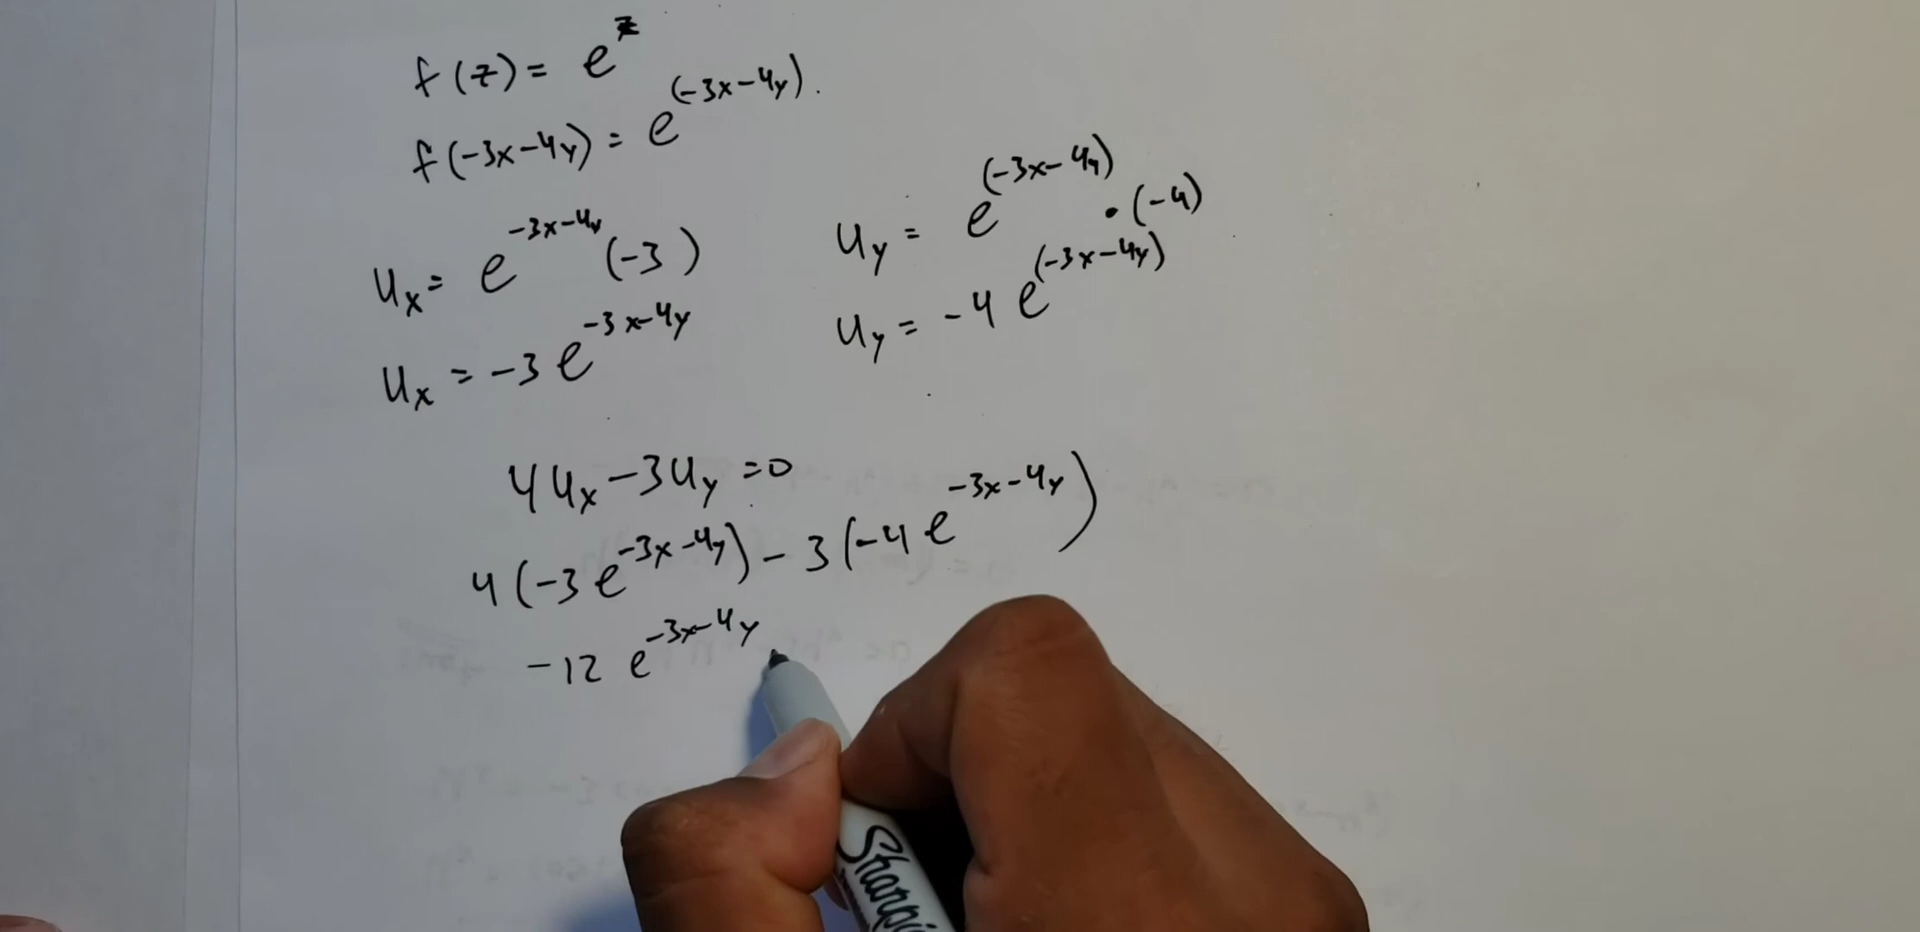 f(z) = e^z
f(-3x-4y) = e^(-3x-4y).
u_x = e^-3x-4y (-3)
u_x = -3 e^-3x-4y
u_y = e^(-3x-4y) · (-4)
u_y = -4 e^(-3x-4y)
4u_x - 3u_y = 0
4(-3e^-3x-4y) - 3(-4e^-3x-4y)
-12 e^-3x-4y
Sharpie